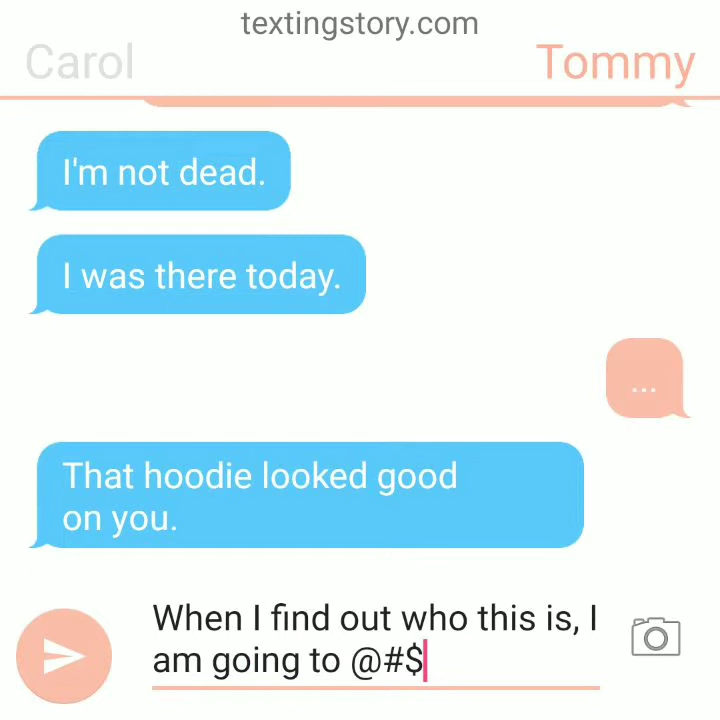 textingstory.com
Carol
Tommy
I'm not dead.
I was there today.
...
That hoodie looked good
on you.
When I find out who this is, I
am going to @#$